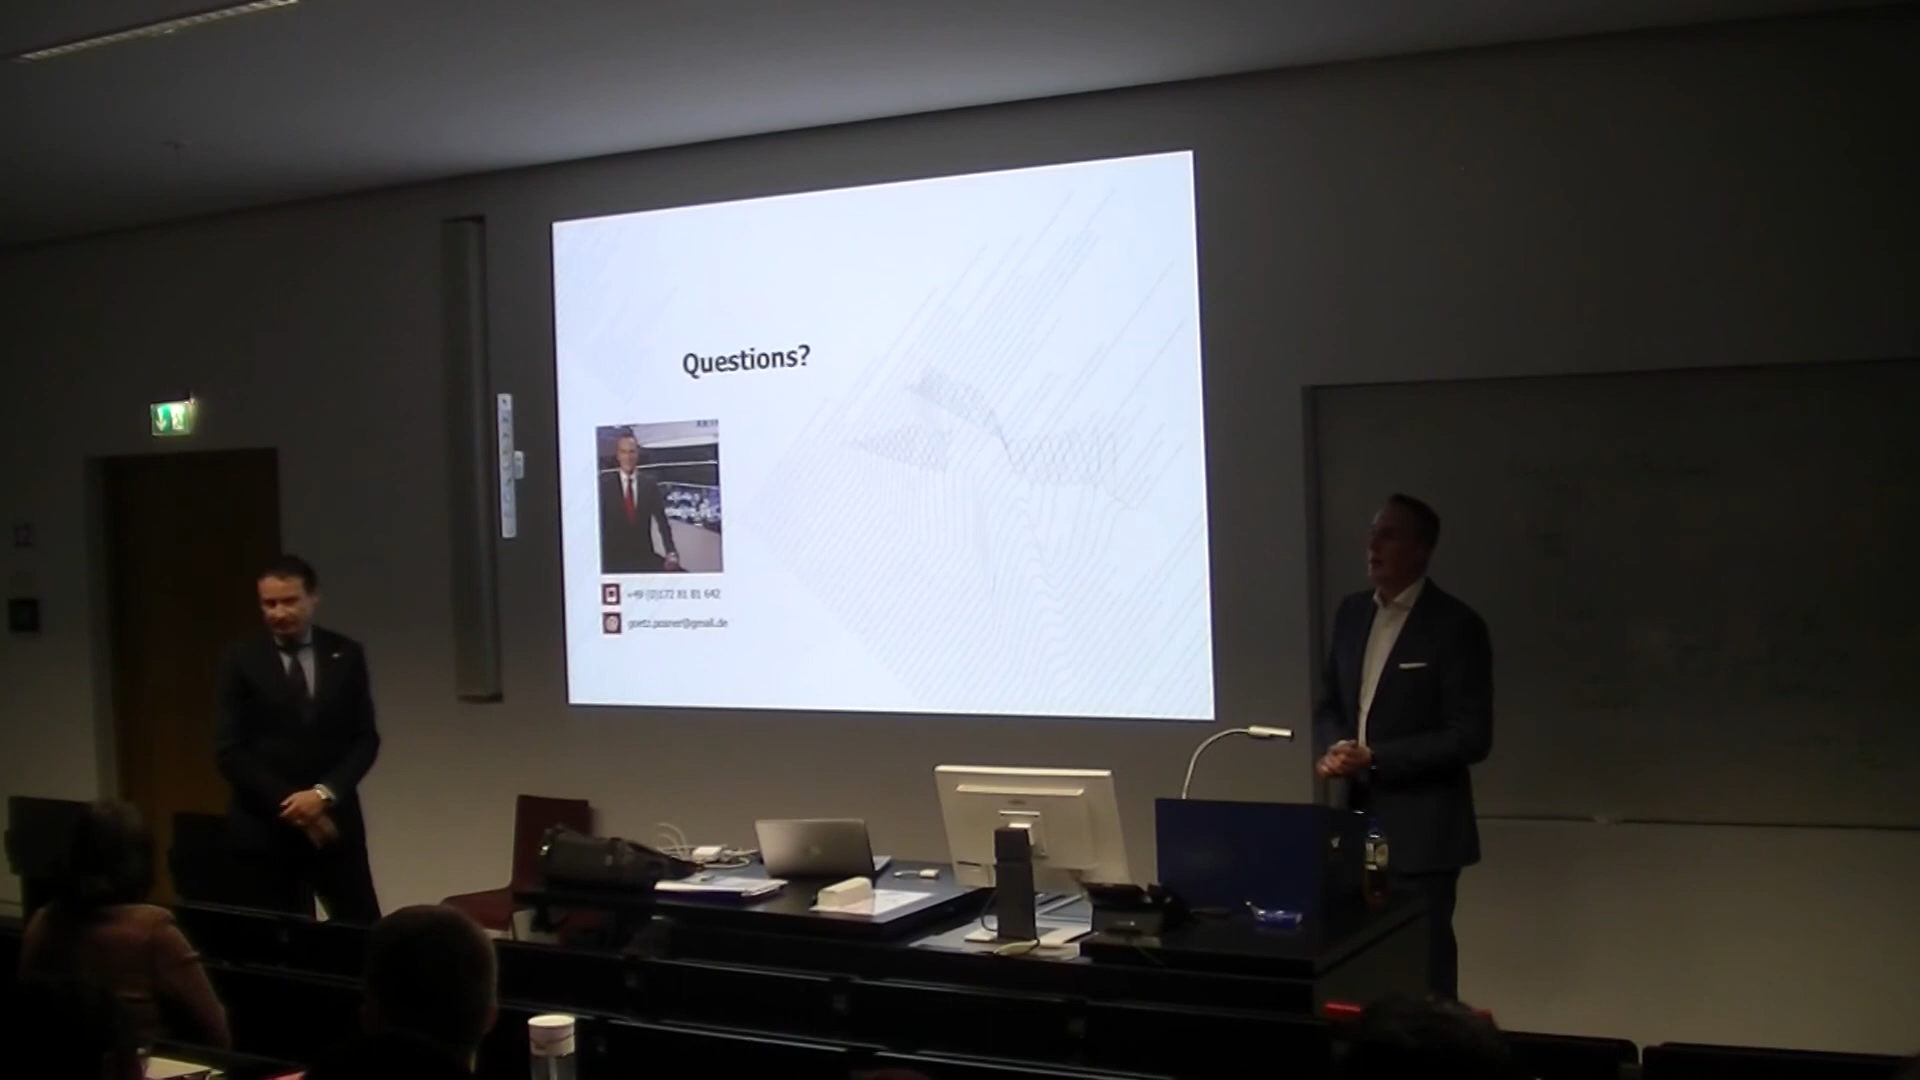 Questions?
+49 (0)172 81 81 642
goetz.posner@gmail.de